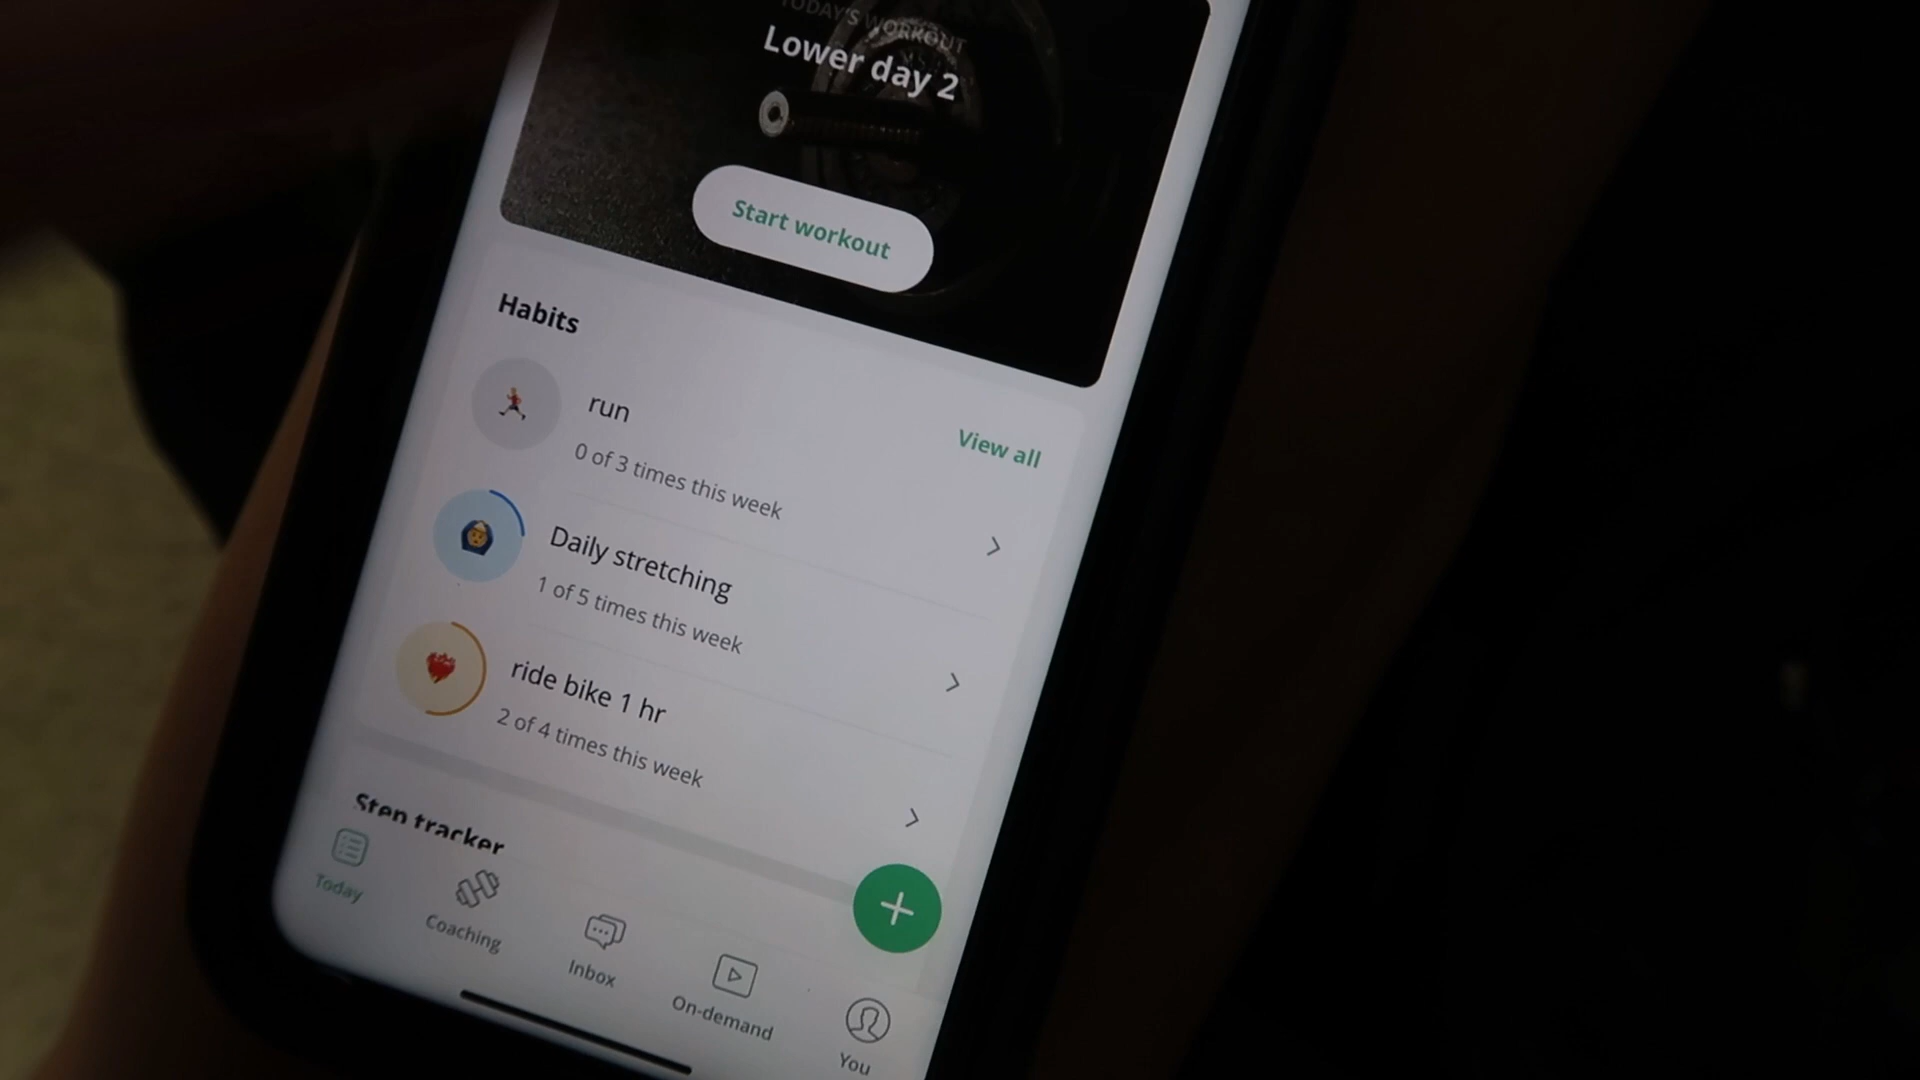 TODAY'S WORKOUT
Lower day 2
Start workout
Habits
View all
run
0 of 3 times this week
Daily stretching
1 of 5 times this week
ride bike 1 hr
2 of 4 times this week
Step tracker
Today
Coaching
Inbox
On-demand
You